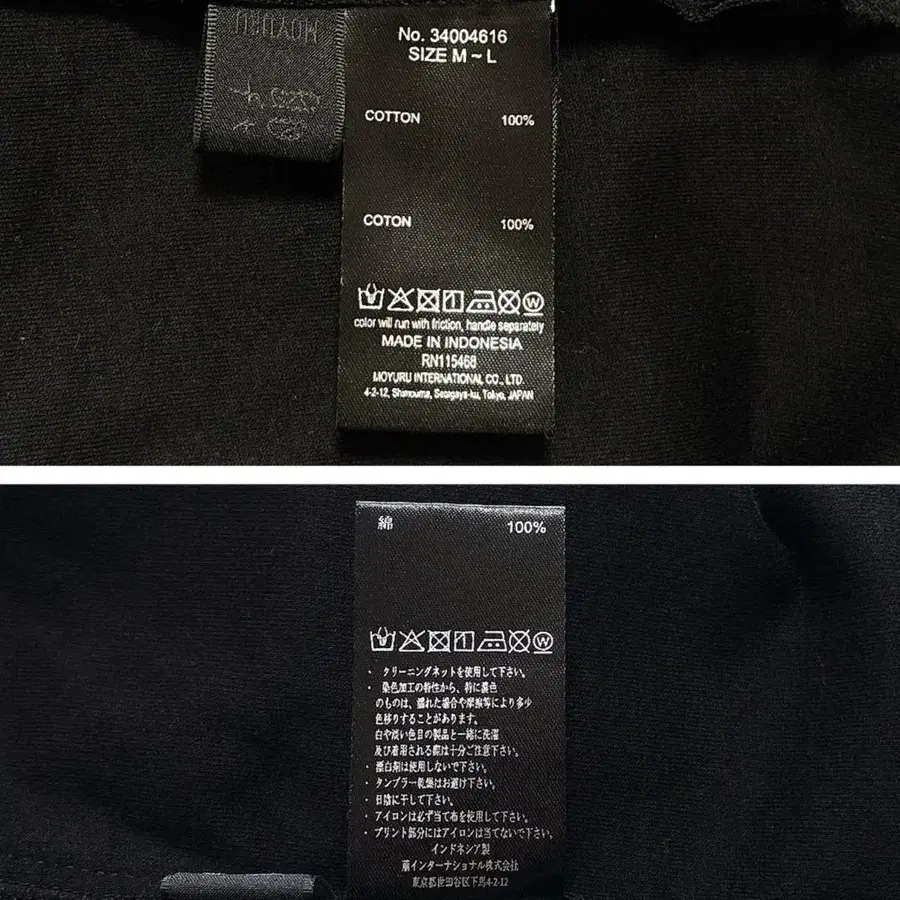 MOYURU
No. 34004616
SIZE M ~ L
COTTON 100%
COTON 100%
color will run with friction, handle separately
MADE IN INDONESIA
RN115468
MOYURU INTERNATIONAL CO., LTD.
4-2-12, Shimouma, Setagaya-ku, Tokyo, JAPAN
綿 100%
・ クリーニングネットを使用して下さい。
・ 染色加工の特性から、特に濃色
のものは、濡れた場合や摩擦等により多少
色移りすることがあります。
白や淡い色目の製品と一緒に洗濯
及び着用される際は十分ご注意下さい。
・ 漂白剤は使用しないで下さい。
・ タンブラー乾燥はお避け下さい。
・ 日陰に干して下さい。
・ アイロンは必ず当て布を使用して下さい。
・ プリント部分にはアイロンは当てないで下さい。
インドネシア製
萠インターナショナル株式会社
東京都世田谷区下馬4-2-12